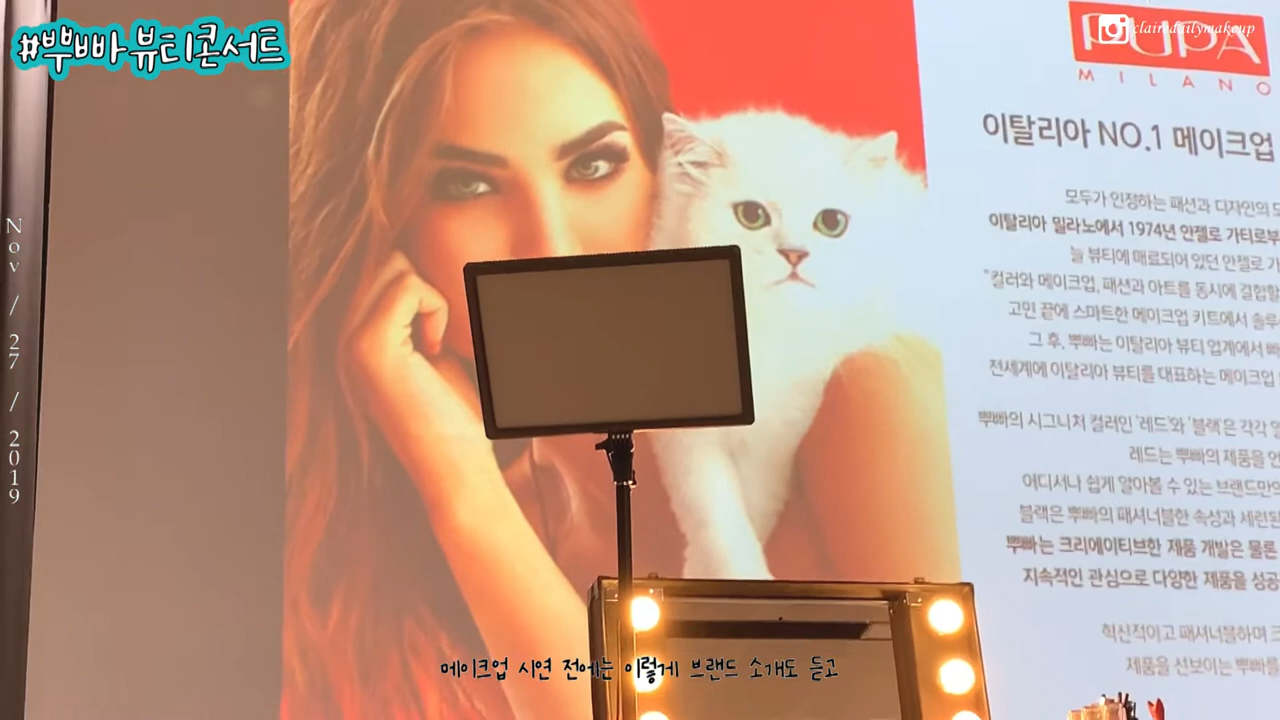 #뿌빠뷰티콘서트
Nov / 27 / 2019
clairedailymakeup
PUPA
MILANO
이탈리아 NO.1 메이크업
모두가 인정하는 패션과 디자인의
이탈리아 밀라노에서 1974년 안젤로 가티로부
늘 뷰티에 매료되어 있던 안젤로
"컬러와 메이크업, 패션과 아트를 동시에 결합할
고민 끝에 스마트한 메이크업 키트에서 솔루
그 후, 뿌빠는 이탈리아 뷰티 업계에서
전세계에 이탈리아 뷰티를 대표하는 메이크업
뿌빠의 시그니처 컬러인 '레드'와 '블랙'은 각각
레드는 뿌빠의 제품을
어디서나 쉽게 알아볼 수 있는 브랜드만의
블랙은 뿌빠의 패셔너블한 속성과 세련된
뿌빠는 크리에이티브한 제품 개발은 물론
지속적인 관심으로 다양한 제품을 성공
혁신적이고 패셔너블하며
제품을 선보이는 뿌빠를
메이크업 시연 전에는 이렇게 브랜드 소개도 듣고